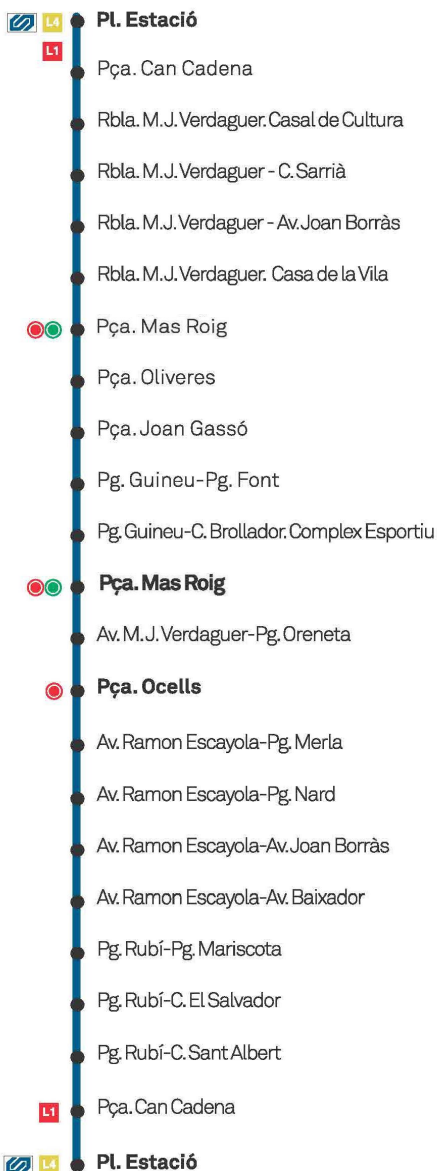 L4 Pl. Estació
L1
Pça. Can Cadena
Rbla. M.J. Verdaguer. Casal de Cultura
Rbla. M.J. Verdaguer - C. Sarrià
Rbla. M.J. Verdaguer - Av. Joan Borràs
Rbla. M.J. Verdaguer. Casa de la Vila
Pça. Mas Roig
Pça. Oliveres
Pça. Joan Gassó
Pg. Guineu-Pg. Font
Pg. Guineu-C. Brollador. Complex Esportiu
Pça. Mas Roig
Av. M.J. Verdaguer-Pg. Oreneta
Pça. Ocells
Av. Ramon Escayola-Pg. Merla
Av. Ramon Escayola-Pg. Nard
Av. Ramon Escayola-Av. Joan Borràs
Av. Ramon Escayola-Av. Baixador
Pg. Rubí-Pg. Mariscota
Pg. Rubí-C. El Salvador
Pg. Rubí-C. Sant Albert
L1 Pça. Can Cadena
L4 Pl. Estació